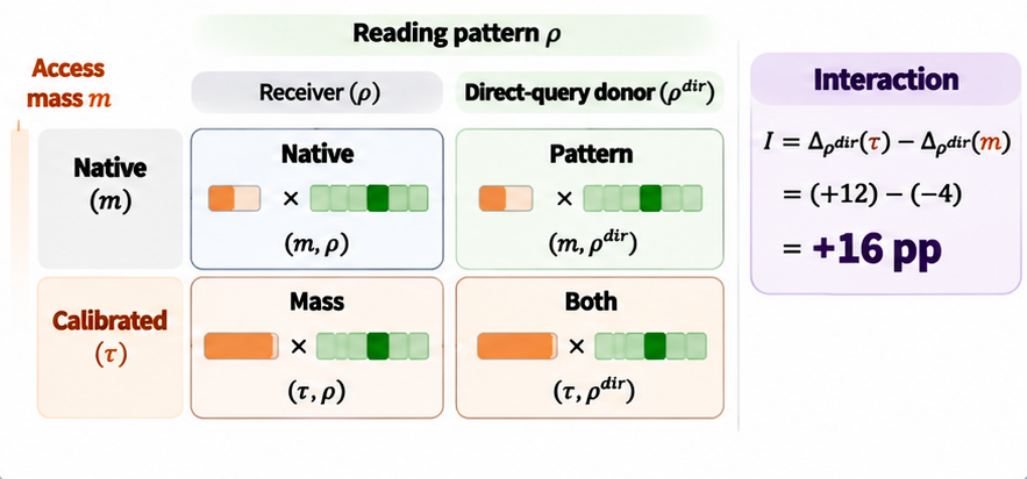 Reading pattern ρ
Access
mass m
Receiver (ρ)
Direct-query donor (ρ^dir)
Native
(m)
Native
×
(m, ρ)
Pattern
×
(m, ρ^dir)
Calibrated
(τ)
Mass
×
(τ, ρ)
Both
×
(τ, ρ^dir)
Interaction
I = Δ_ρ^dir(τ) − Δ_ρ^dir(m)
= (+12) − (−4)
= +16 pp